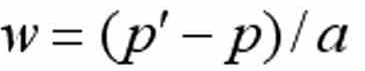 w = (p′ − p) / a